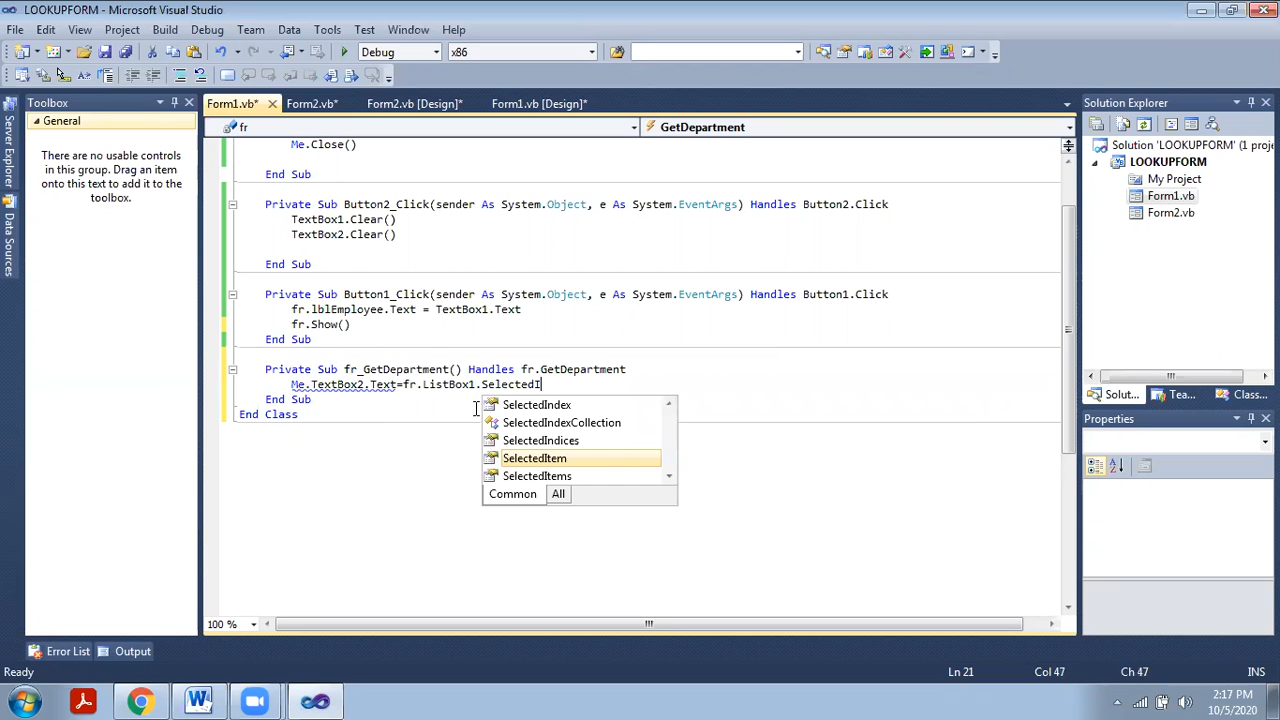 LOOKUPFORM (Running) - Microsoft Visual Studio
File Edit View Project Build Debug Team Data Tools Test Window Help
Debug x86
Toolbox Form1.vb* Form2.vb* Form2.vb [Design]* Form1.vb [Design]* Solution Explorer
General
There are no usable controls
in this group. Drag an item
onto this text to add it to the
toolbox.
Server Explorer
Data Sources
fr GetDepartment
Me.Close()
End Sub
Private Sub Button2_Click(sender As System.Object, e As System.EventArgs) Handles Button2.Click
TextBox1.Clear()
TextBox2.Clear()
End Sub
Private Sub Button1_Click(sender As System.Object, e As System.EventArgs) Handles Button1.Click
fr.lblEmployee.Text = TextBox1.Text
fr.Show()
End Sub
Private Sub fr_GetDepartment() Handles fr.GetDepartment
Me.TextBox2.Text=fr.ListBox1.SelectedI
End Sub
End Class
SelectedIndex
SelectedIndexCollection
SelectedIndices
SelectedItem
SelectedItems
Common All
100 %
Solution 'LOOKUPFORM' (1 proje
LOOKUPFORM
My Project
Form1.vb
Form2.vb
Solut... Tea... Class...
Properties
Error List Output
Ready Ln 21 Col 47 Ch 47 INS
2:17 PM
10/5/2020